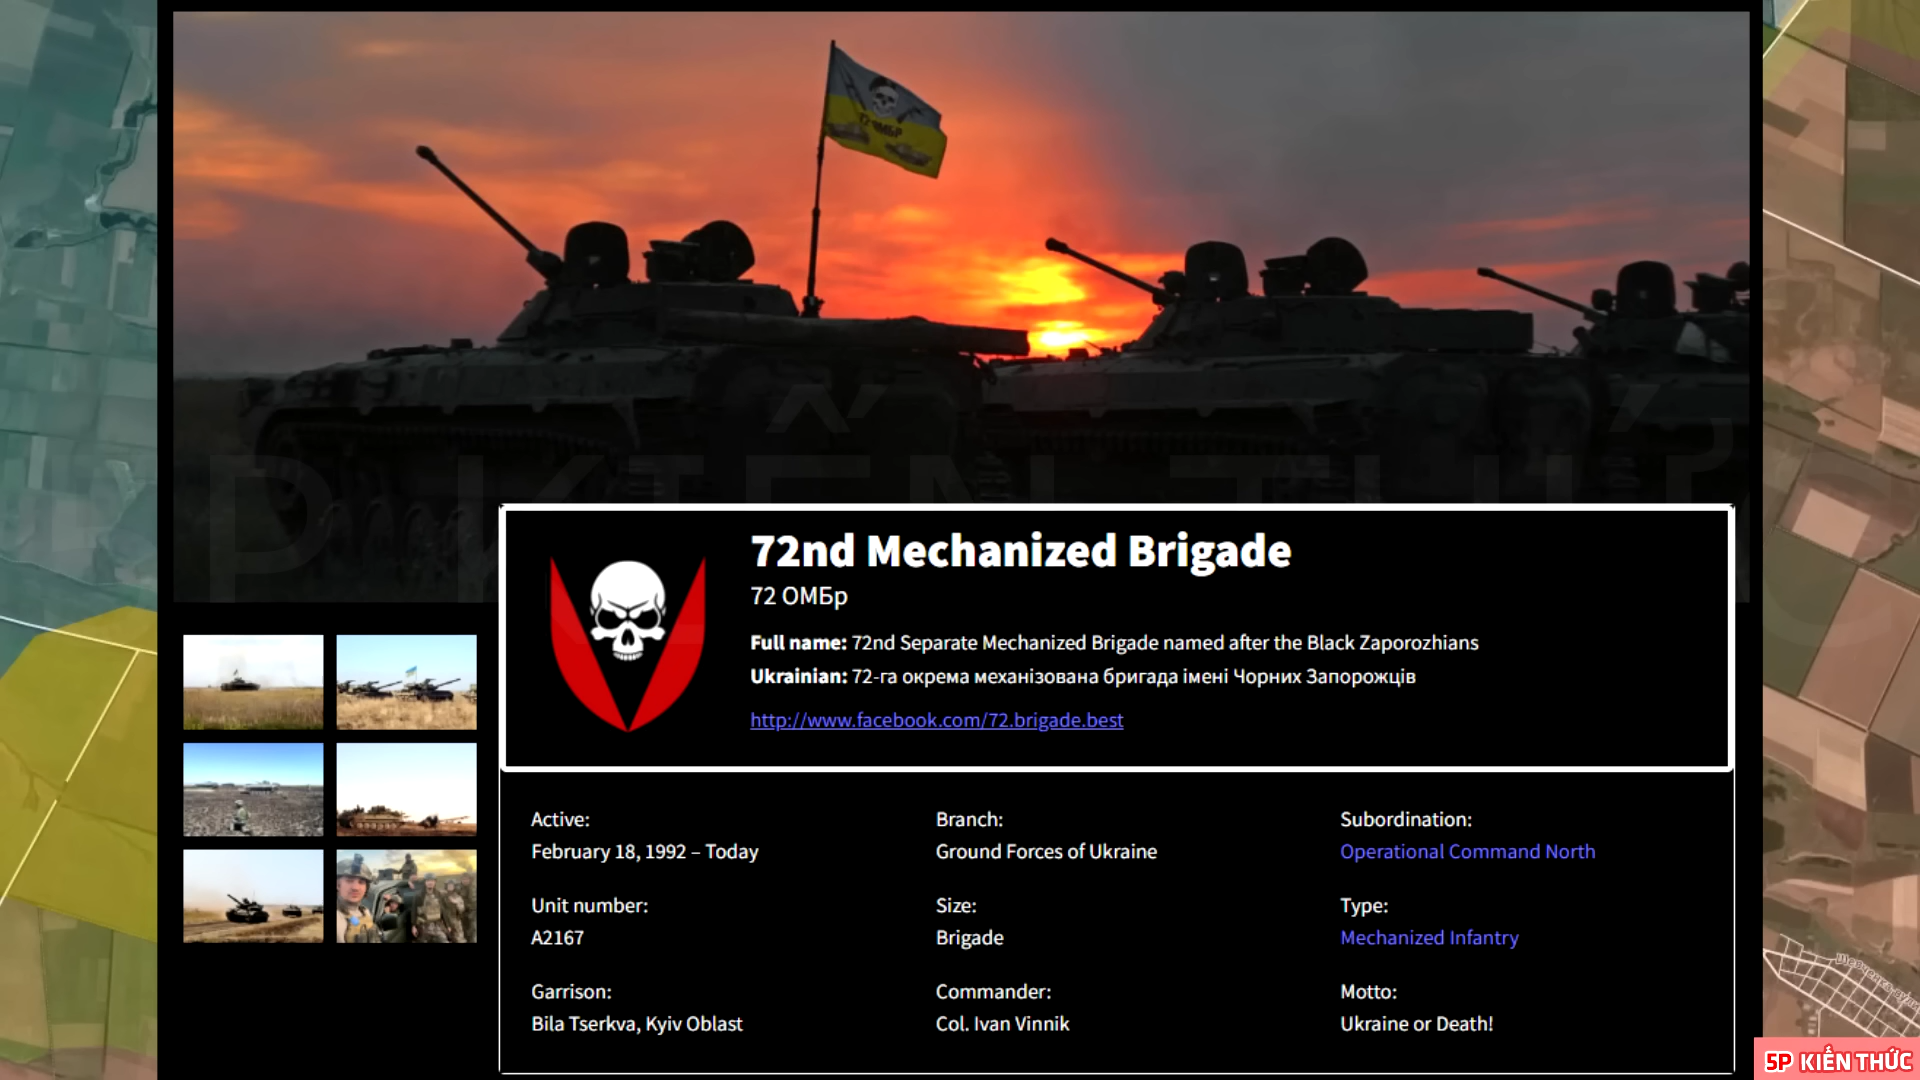 72 ОМБР
72nd Mechanized Brigade
72 ОМБр
Full name: 72nd Separate Mechanized Brigade named after the Black Zaporozhians
Ukrainian: 72-га окрема механізована бригада імені Чорних Запорожців
http://www.facebook.com/72.brigade.best
Active:
February 18, 1992 – Today
Branch:
Ground Forces of Ukraine
Subordination:
Operational Command North
Unit number:
A2167
Size:
Brigade
Type:
Mechanized Infantry
Garrison:
Bila Tserkva, Kyiv Oblast
Commander:
Col. Ivan Vinnik
Motto:
Ukraine or Death!
5P KIẾN THỨC